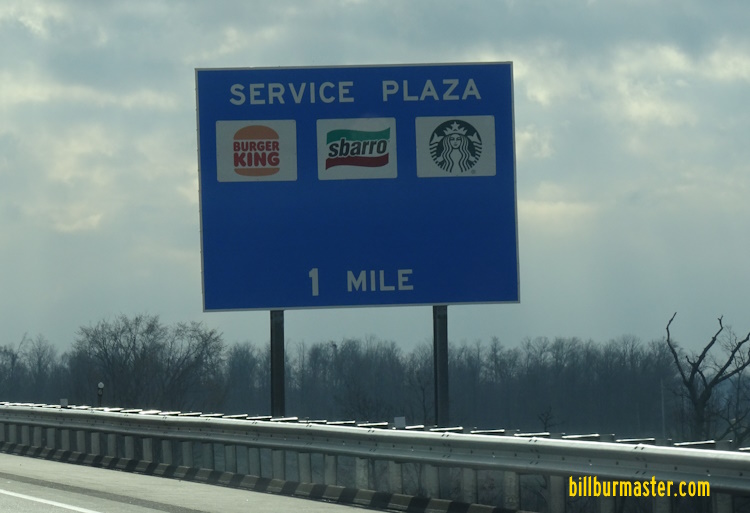 SERVICE PLAZA
BURGER
KING
sbarro
1 MILE
billburmaster.com